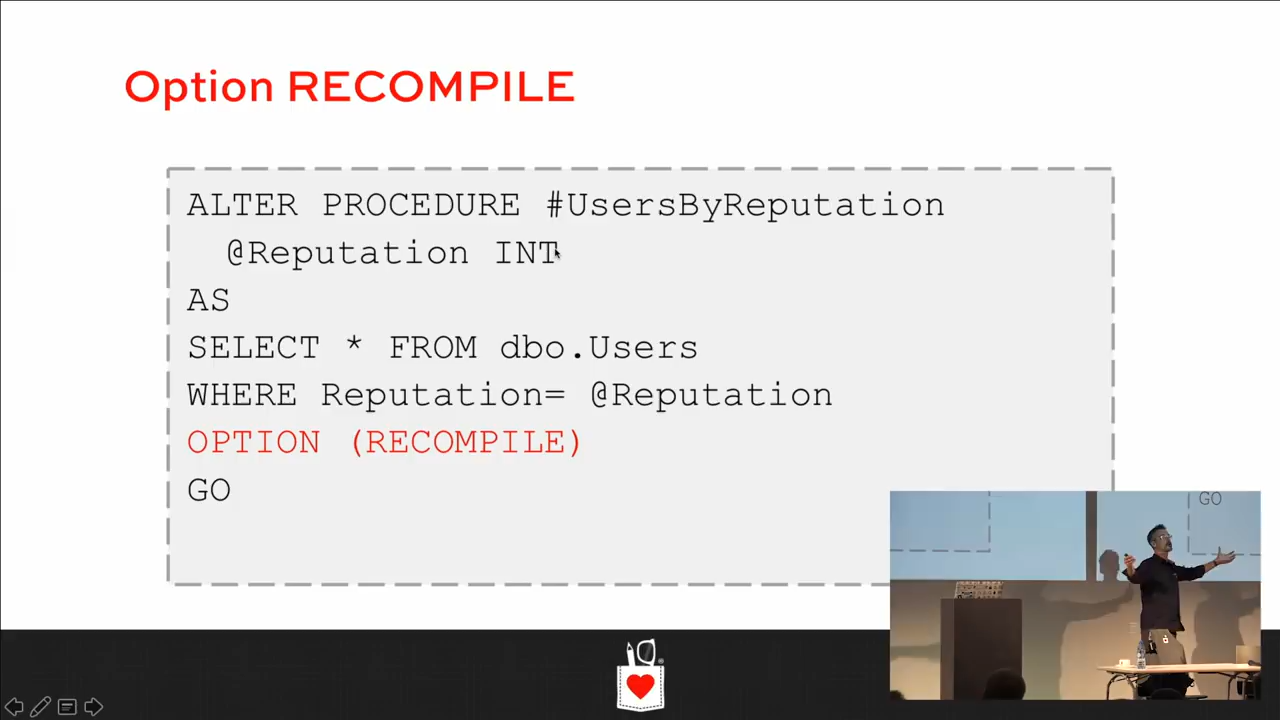 Option RECOMPILE
ALTER PROCEDURE #UsersByReputation
@Reputation INT
AS
SELECT * FROM dbo.Users
WHERE Reputation= @Reputation
OPTION (RECOMPILE)
GO
GO